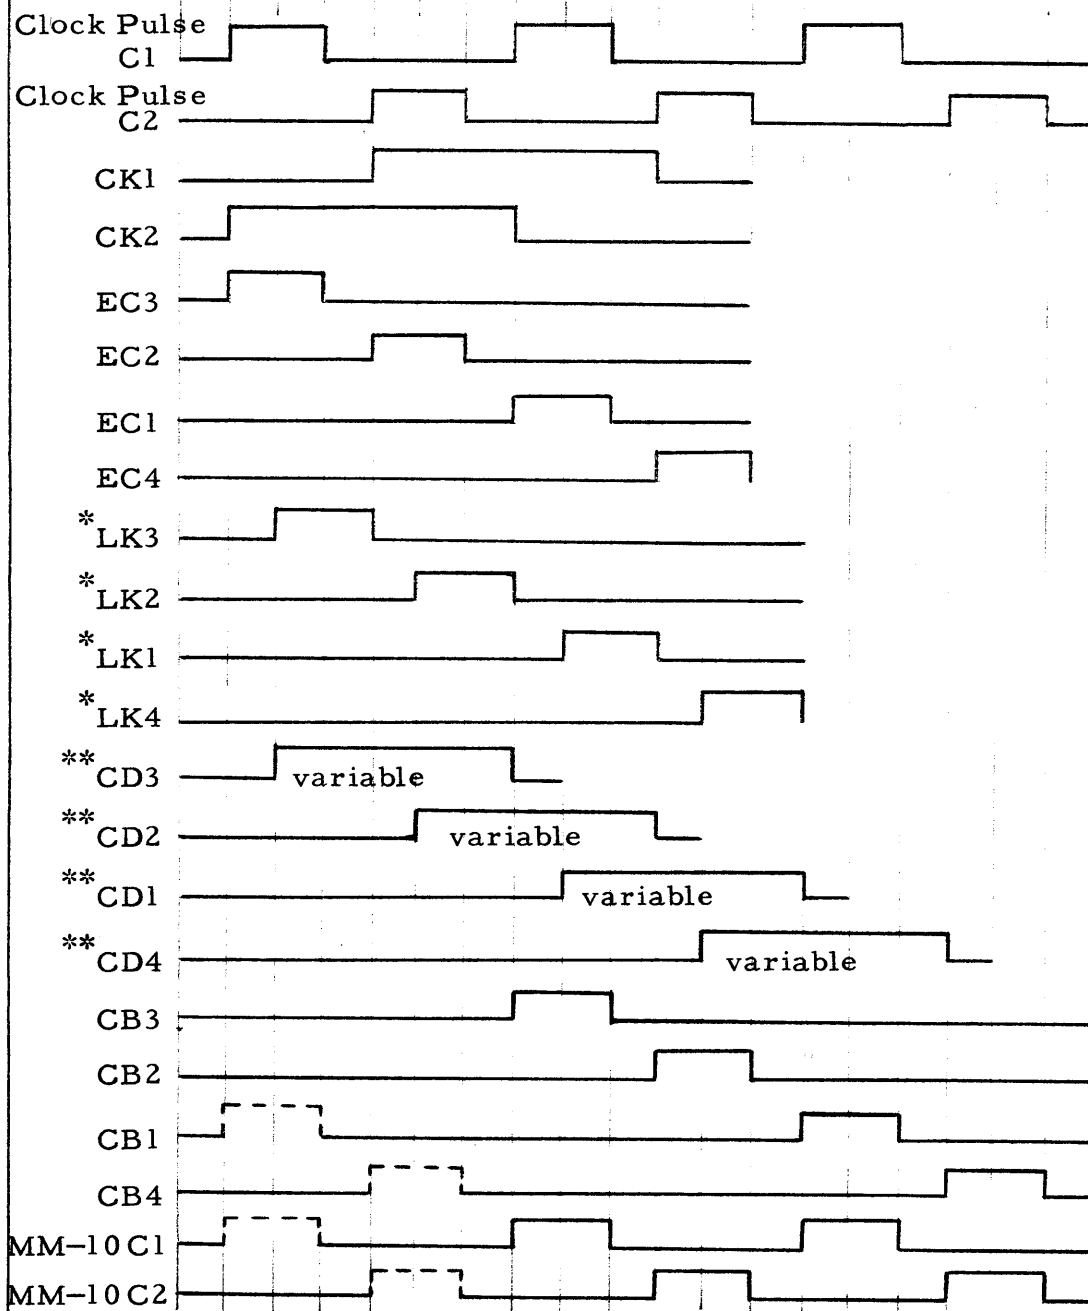 Clock Pulse
C1
Clock Pulse
C2
CK1
CK2
EC3
EC2
EC1
EC4
*LK3
*LK2
*LK1
*LK4
**CD3 variable
**CD2 variable
**CD1 variable
**CD4 variable
CB3
CB2
CB1
CB4
MM-10 C1
MM-10 C2